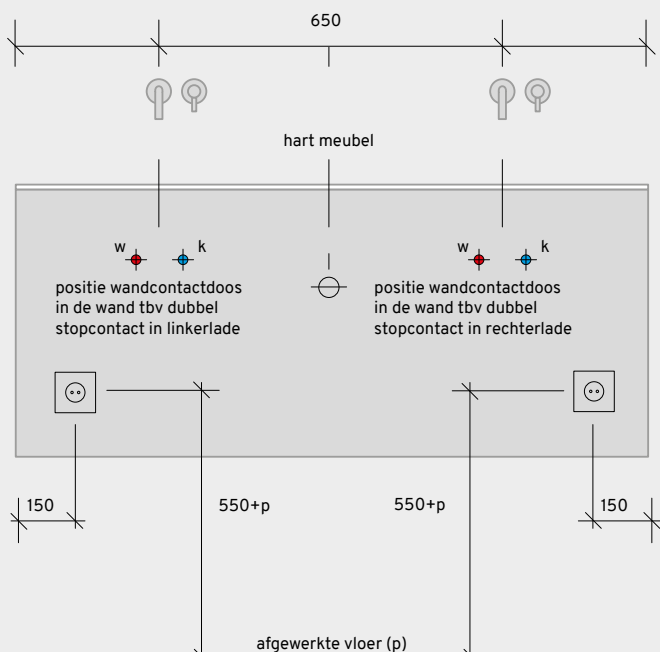 650
hart meubel
w k
w k
positie wandcontactdoos
in de wand tbv dubbel
stopcontact in linkerlade
positie wandcontactdoos
in de wand tbv dubbel
stopcontact in rechterlade
150
550+p
550+p
150
afgewerkte vloer (p)